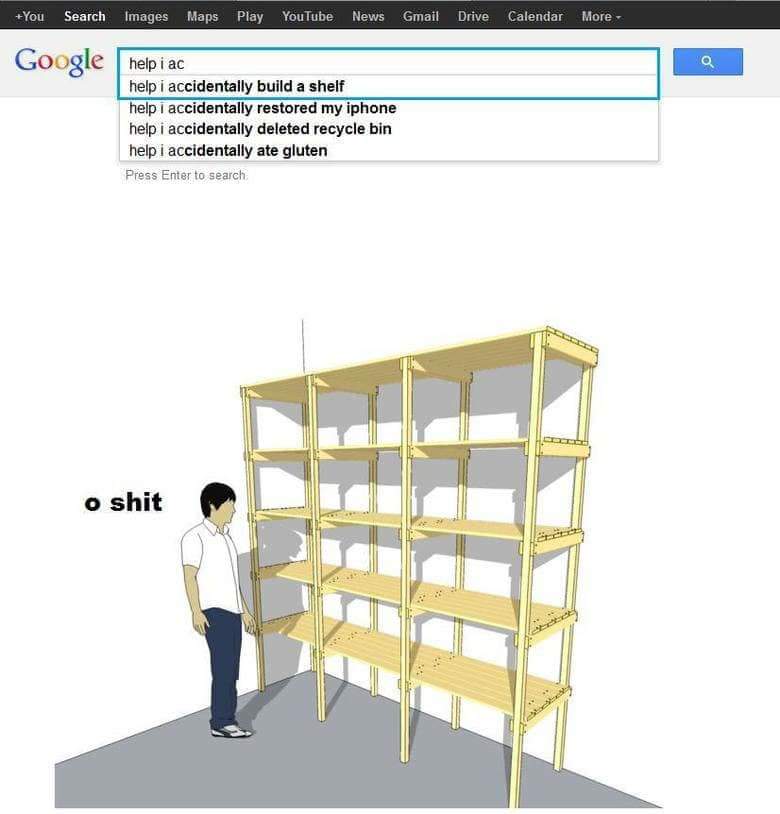 +You Search Images Maps Play YouTube News Gmail Drive Calendar More
Google
help i ac
help i accidentally build a shelf
help i accidentally restored my iphone
help i accidentally deleted recycle bin
help i accidentally ate gluten
Press Enter to search.
o shit